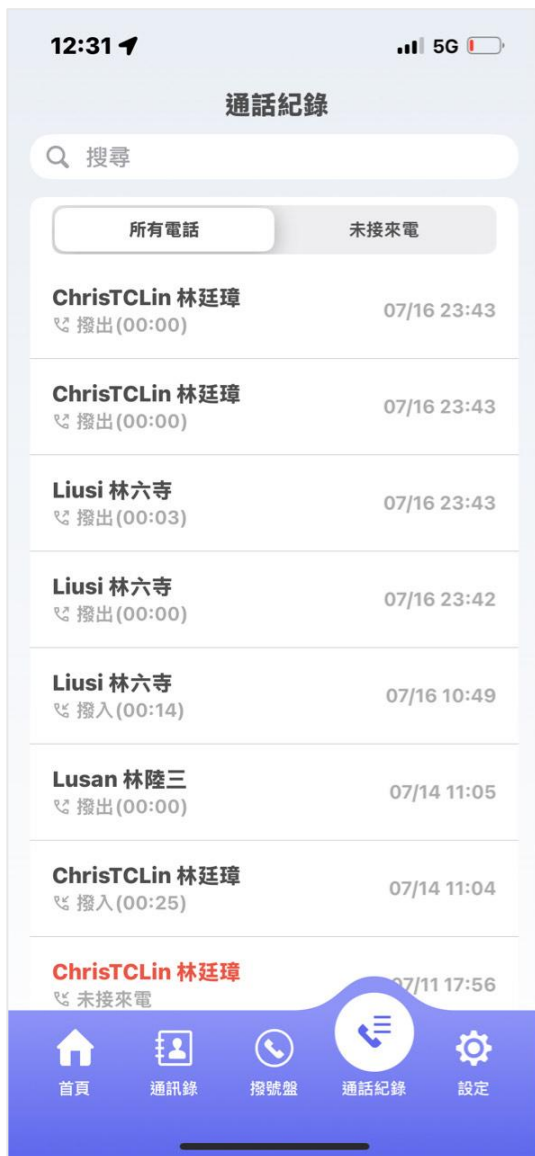 12:31
5G
通話紀錄
搜尋
所有電話 未接來電
ChrisTCLin 林廷璋
撥出(00:00)
07/16 23:43
ChrisTCLin 林廷璋
撥出(00:00)
07/16 23:43
Liusi 林六寺
撥出(00:03)
07/16 23:43
Liusi 林六寺
撥出(00:00)
07/16 23:42
Liusi 林六寺
撥入(00:14)
07/16 10:49
Lusan 林陸三
撥出(00:00)
07/14 11:05
ChrisTCLin 林廷璋
撥入(00:25)
07/14 11:04
ChrisTCLin 林廷璋
未接來電
07/11 17:56
首頁 通訊錄 撥號盤 通話紀錄 設定